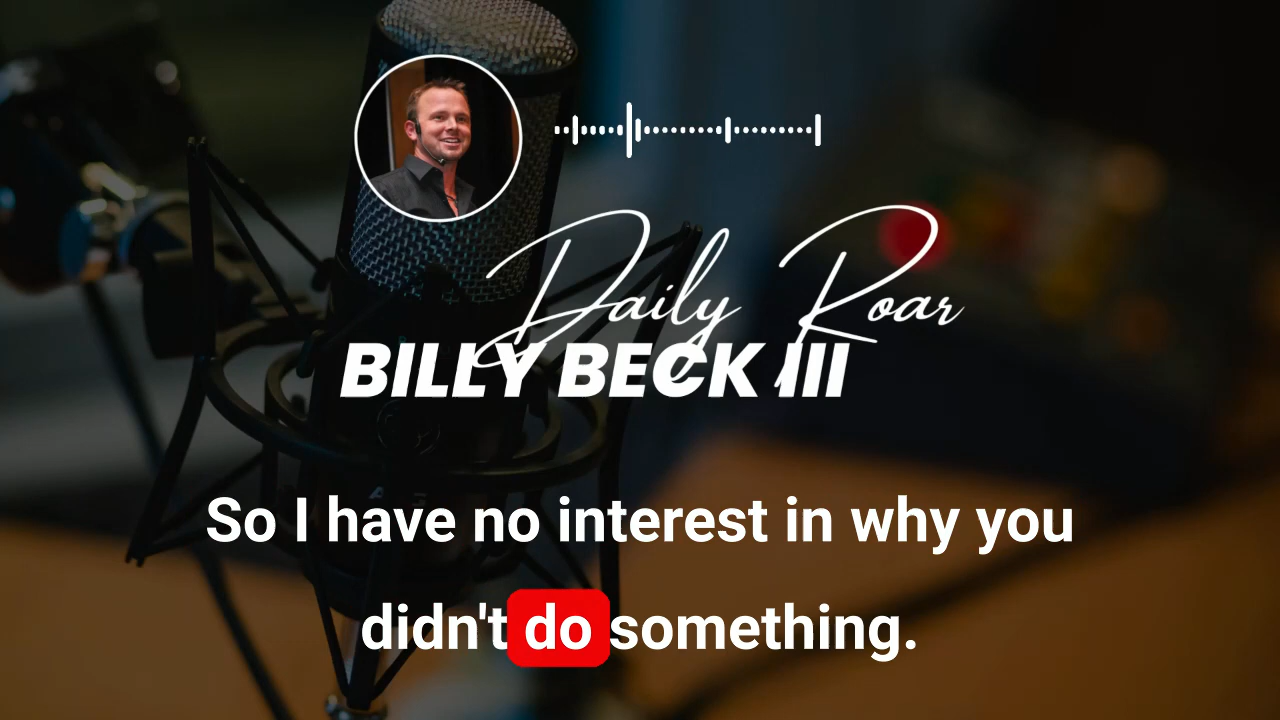 Daily Roar
BILLY BECK III
So I have no interest in why you
didn't do something.